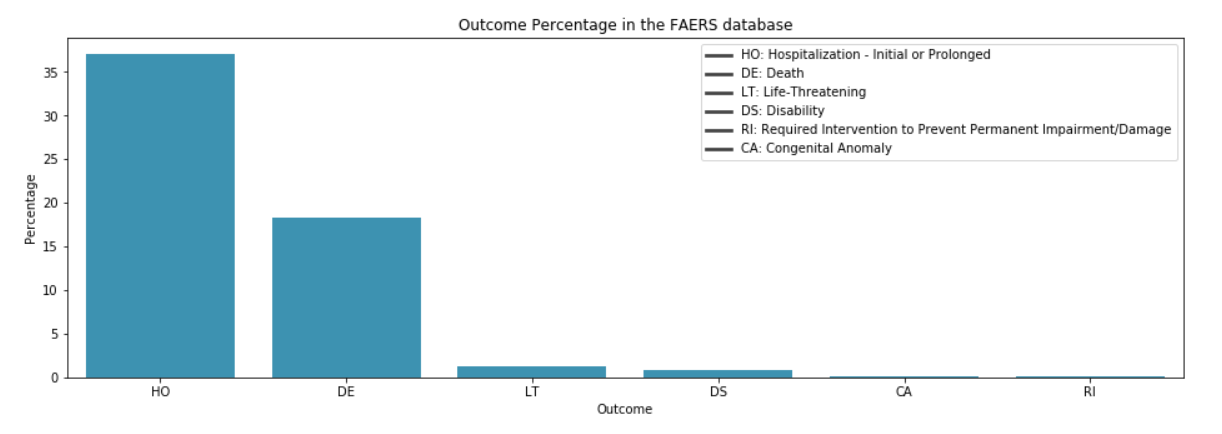 Outcome Percentage in the FAERS database
HO: Hospitalization - Initial or Prolonged
DE: Death
LT: Life-Threatening
DS: Disability
RI: Required Intervention to Prevent Permanent Impairment/Damage
CA: Congenital Anomaly
Percentage
35
30
25
20
15
10
5
0
HO DE LT DS CA RI
Outcome